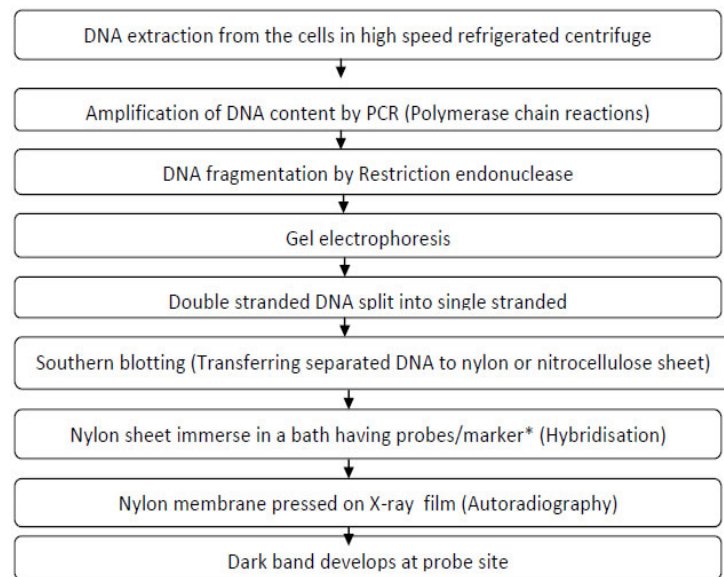 DNA extraction from the cells in high speed refrigerated centrifuge
Amplification of DNA content by PCR (Polymerase chain reactions)
DNA fragmentation by Restriction endonuclease
Gel electrophoresis
Double stranded DNA split into single stranded
Southern blotting (Transferring separated DNA to nylon or nitrocellulose sheet)
Nylon sheet immerse in a bath having probes/marker* (Hybridisation)
Nylon membrane pressed on X-ray film (Autoradiography)
Dark band develops at probe site